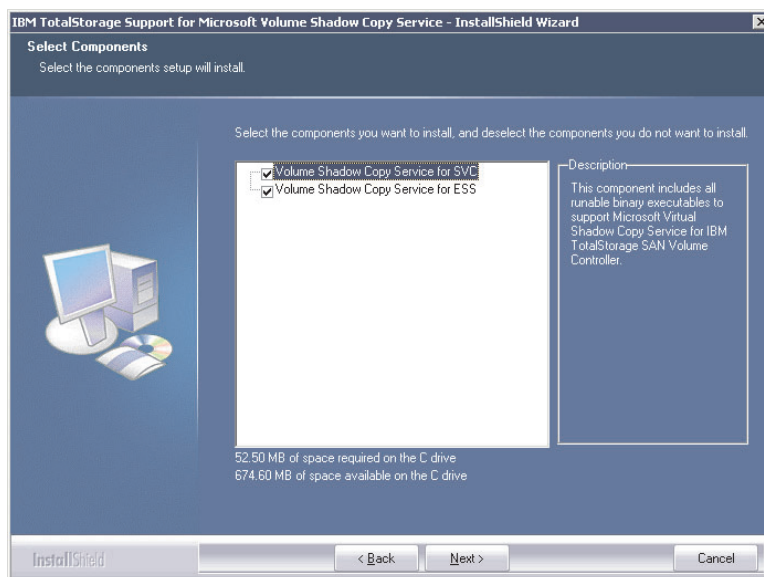 IBM TotalStorage Support for Microsoft Volume Shadow Copy Service - InstallShield Wizard
Select Components
Select the components setup will install.
Select the components you want to install, and deselect the components you do not want to install.
Volume Shadow Copy Service for SVC
Volume Shadow Copy Service for ESS
Description
This component includes all
runable binary executables to
support Microsoft Virtual
Shadow Copy Service for IBM
TotalStorage SAN Volume
Controller.
52.50 MB of space required on the C drive
674.60 MB of space available on the C drive
InstallShield
< Back
Next >
Cancel